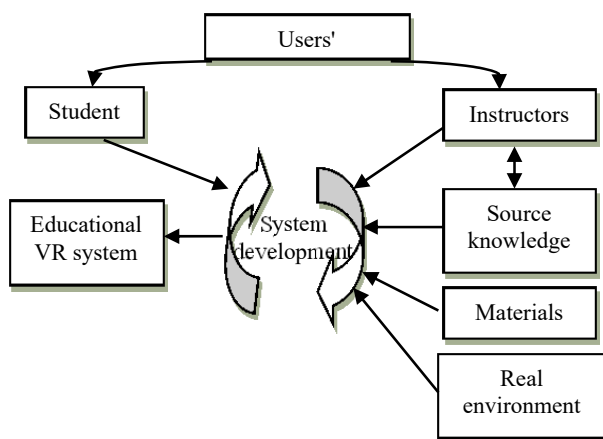 Users'
Student
Instructors
Educational
VR system
System
development
Source
knowledge
Materials
Real
environment